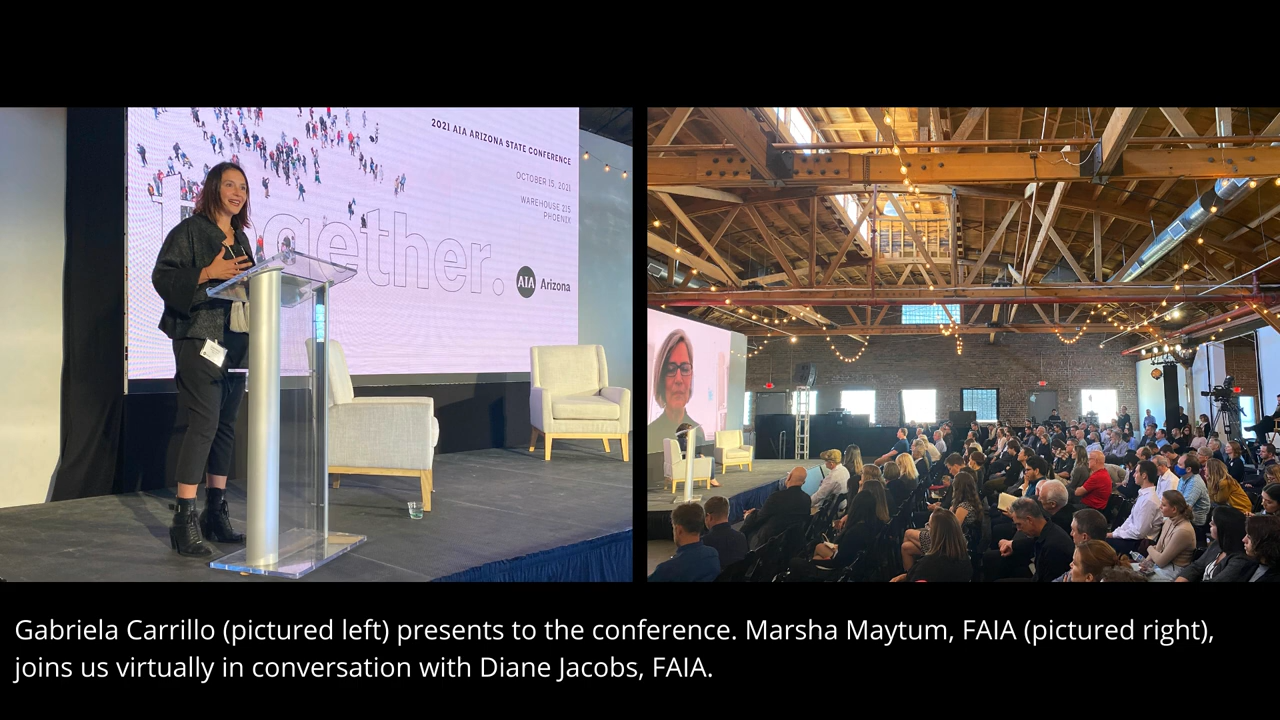 2021 AIA ARIZONA STATE CONFERENCE
OCTOBER 15, 2021
WAREHOUSE 215
PHOENIX
together.
AIA Arizona
Gabriela Carrillo (pictured left) presents to the conference. Marsha Maytum, FAIA (pictured right),
joins us virtually in conversation with Diane Jacobs, FAIA.